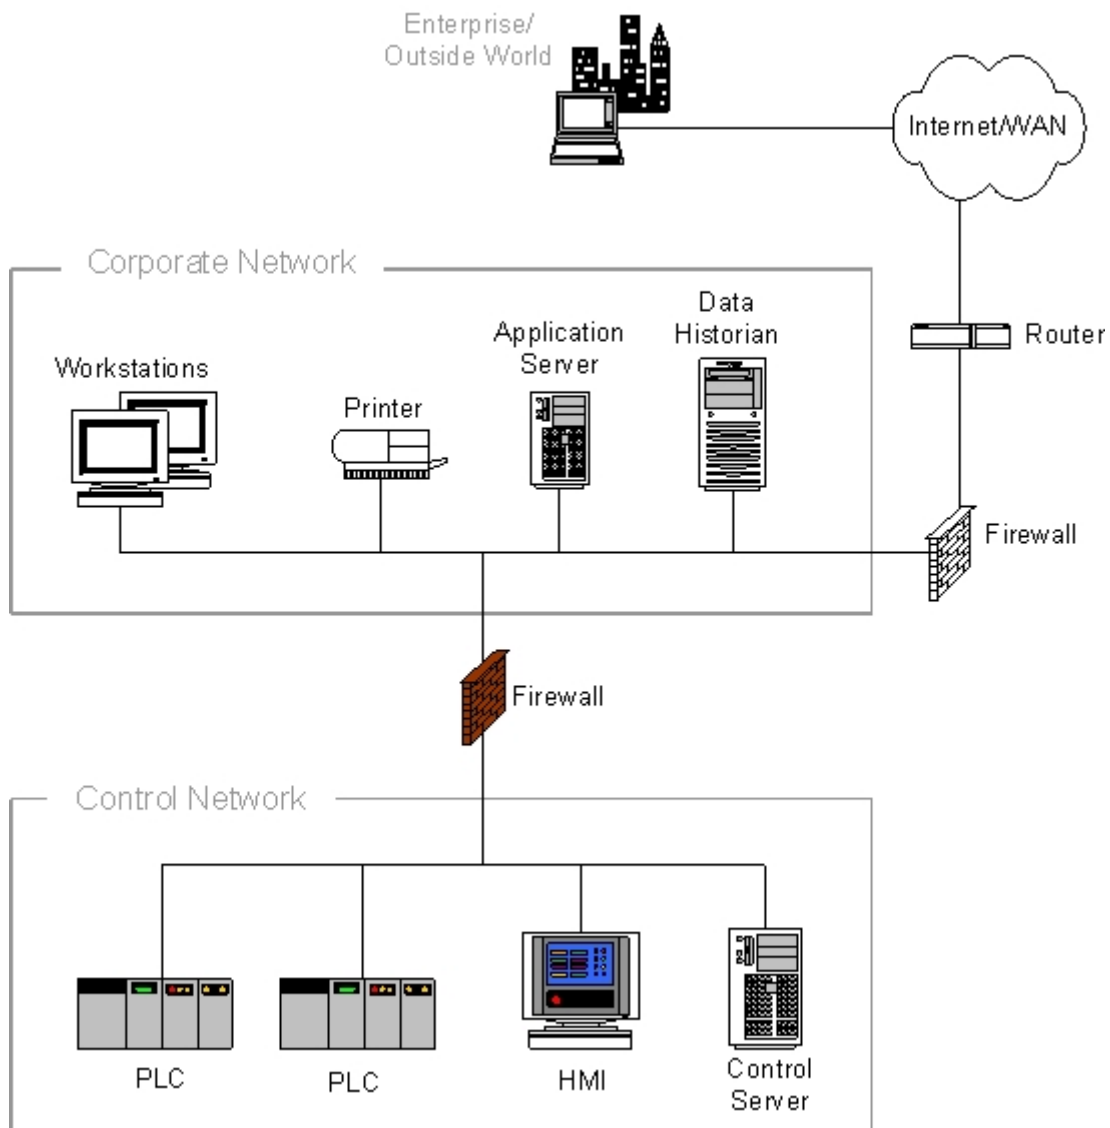 Enterprise/
Outside World
Internet/WAN
Corporate Network
Data
Historian
Application
Server
Router
Workstations
Printer
Firewall
Firewall
Control Network
PLC
PLC
HMI
Control
Server